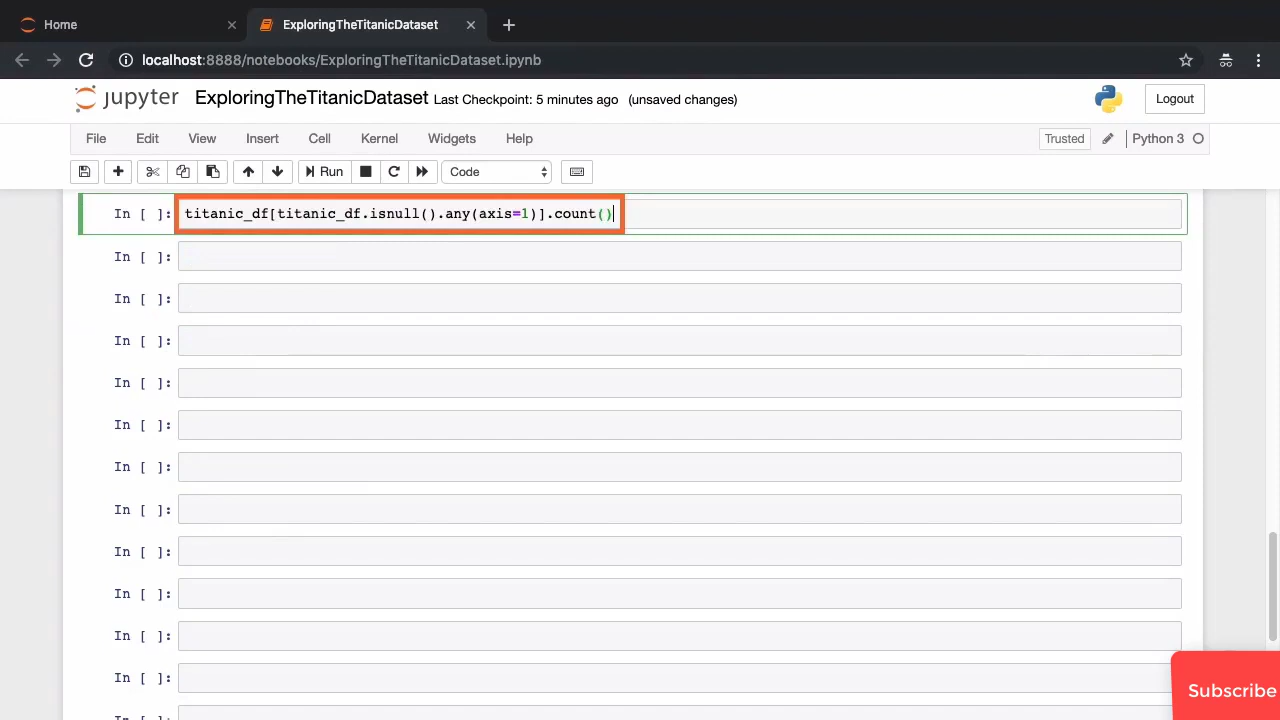 Home
ExploringTheTitanicDataset
localhost:8888/notebooks/ExploringTheTitanicDataset.ipynb
jupyter ExploringTheTitanicDataset Last Checkpoint: 5 minutes ago (unsaved changes)
Logout
File Edit View Insert Cell Kernel Widgets Help
Trusted Python 3
Run Code
In [ ]: titanic_df[titanic_df.isnull().any(axis=1)].count()
In [ ]:
In [ ]:
In [ ]:
In [ ]:
In [ ]:
In [ ]:
In [ ]:
In [ ]:
In [ ]:
In [ ]:
In [ ]:
Subscribe